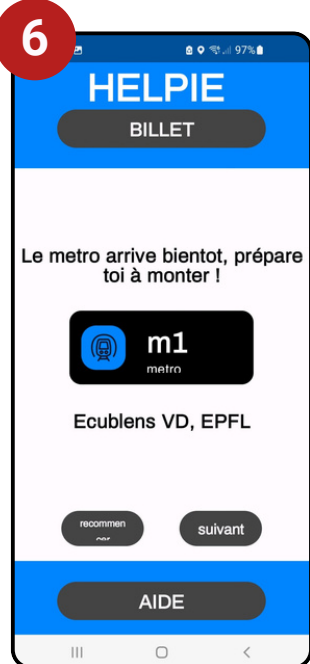 6
97%
HELPIE
BILLET
Le metro arrive bientot, prépare
toi à monter !
m1
metro
Ecublens VD, EPFL
recommen
cer
suivant
AIDE